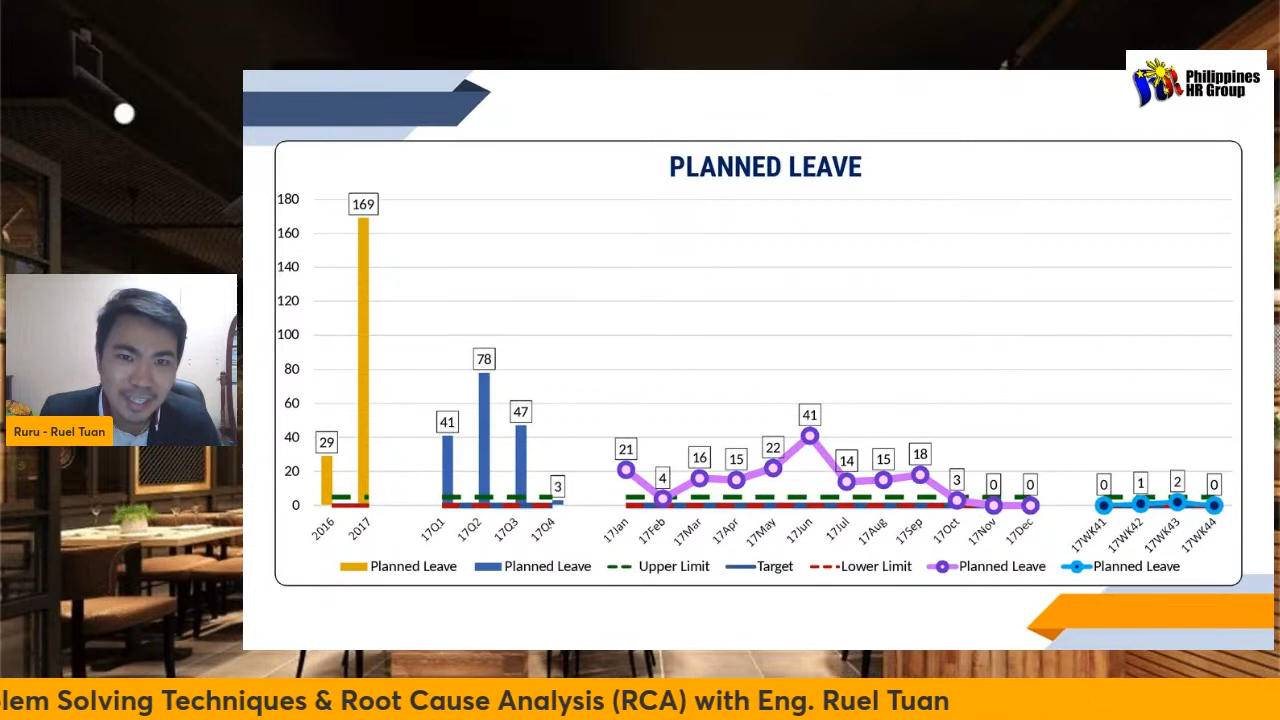 Philippines
HR Group
PLANNED LEAVE
180
160
140
120
100
80
60
40
20
0
29
169
41
78
47
3
21
4
16
15
22
41
14
15
18
3
0
0
0
1
2
0
2016
2017
17Q1
17Q2
17Q3
17Q4
17Jan
17Feb
17Mar
17Apr
17May
17Jun
17Jul
17Aug
17Sep
17Oct
17Nov
17Dec
17WK41
17WK42
17WK43
17WK44
Planned Leave Planned Leave Upper Limit Target Lower Limit Planned Leave Planned Leave
Ruru - Ruel Tuan
lem Solving Techniques & Root Cause Analysis (RCA) with Eng. Ruel Tuan